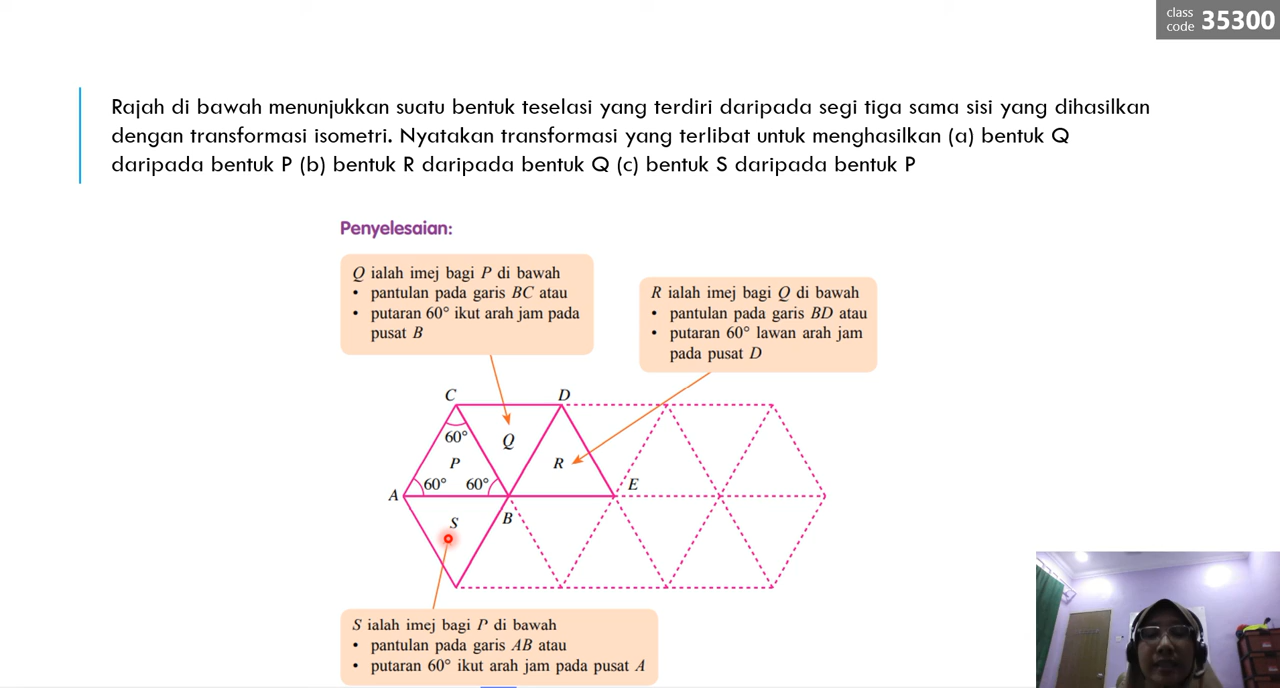 class
code 35300
Rajah di bawah menunjukkan suatu bentuk teselasi yang terdiri daripada segi tiga sama sisi yang dihasilkan
dengan transformasi isometri. Nyatakan transformasi yang terlibat untuk menghasilkan (a) bentuk Q
daripada bentuk P (b) bentuk R daripada bentuk Q (c) bentuk S daripada bentuk P
Penyelesaian:
Q ialah imej bagi P di bawah
• pantulan pada garis BC atau
• putaran 60° ikut arah jam pada
pusat B
R ialah imej bagi Q di bawah
• pantulan pada garis BD atau
• putaran 60° lawan arah jam
pada pusat D
C
D
60°
Q
P
R
A
60°
60°
E
S
B
S ialah imej bagi P di bawah
• pantulan pada garis AB atau
• putaran 60° ikut arah jam pada pusat A